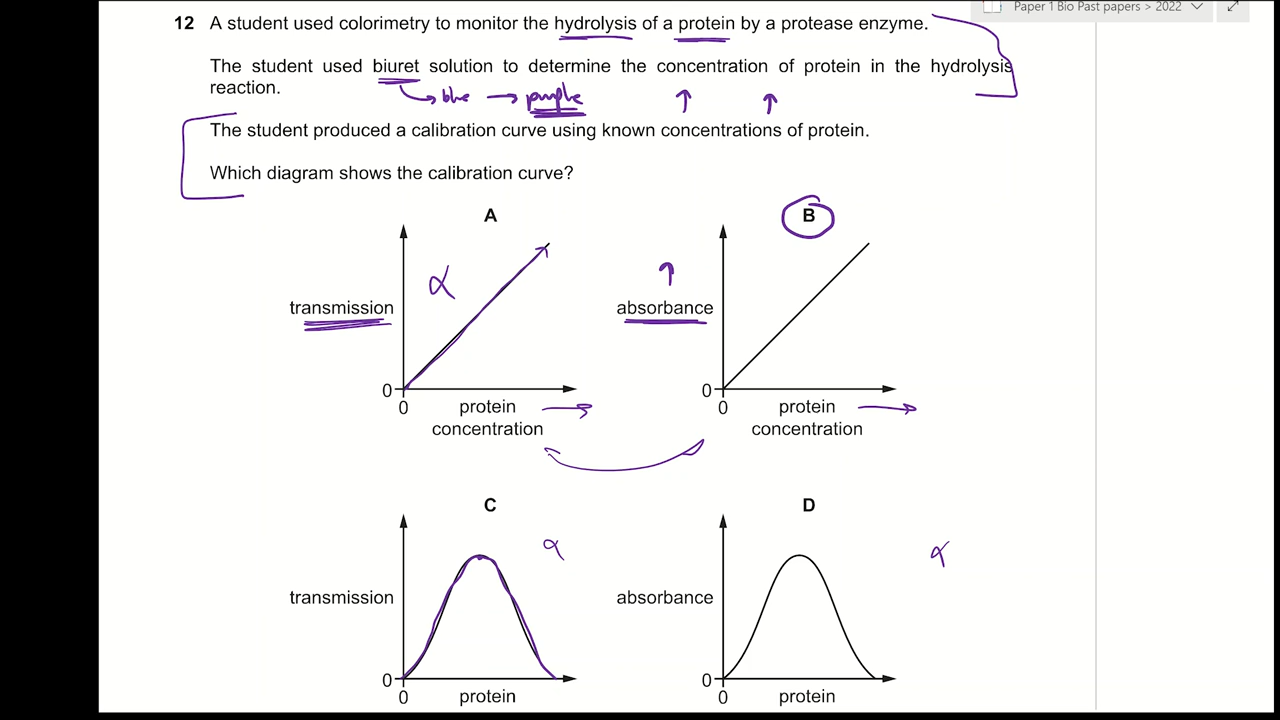 Paper 1 Bio Past papers > 2022
12 A student used colorimetry to monitor the hydrolysis of a protein by a protease enzyme.
The student used biuret solution to determine the concentration of protein in the hydrolysis
reaction.
blue → purple ↑ ↑
The student produced a calibration curve using known concentrations of protein.
Which diagram shows the calibration curve?
A
transmission
0
0
protein
concentration
B
absorbance
0
0
protein
concentration
C
transmission
0
0
protein
D
absorbance
0
0
protein